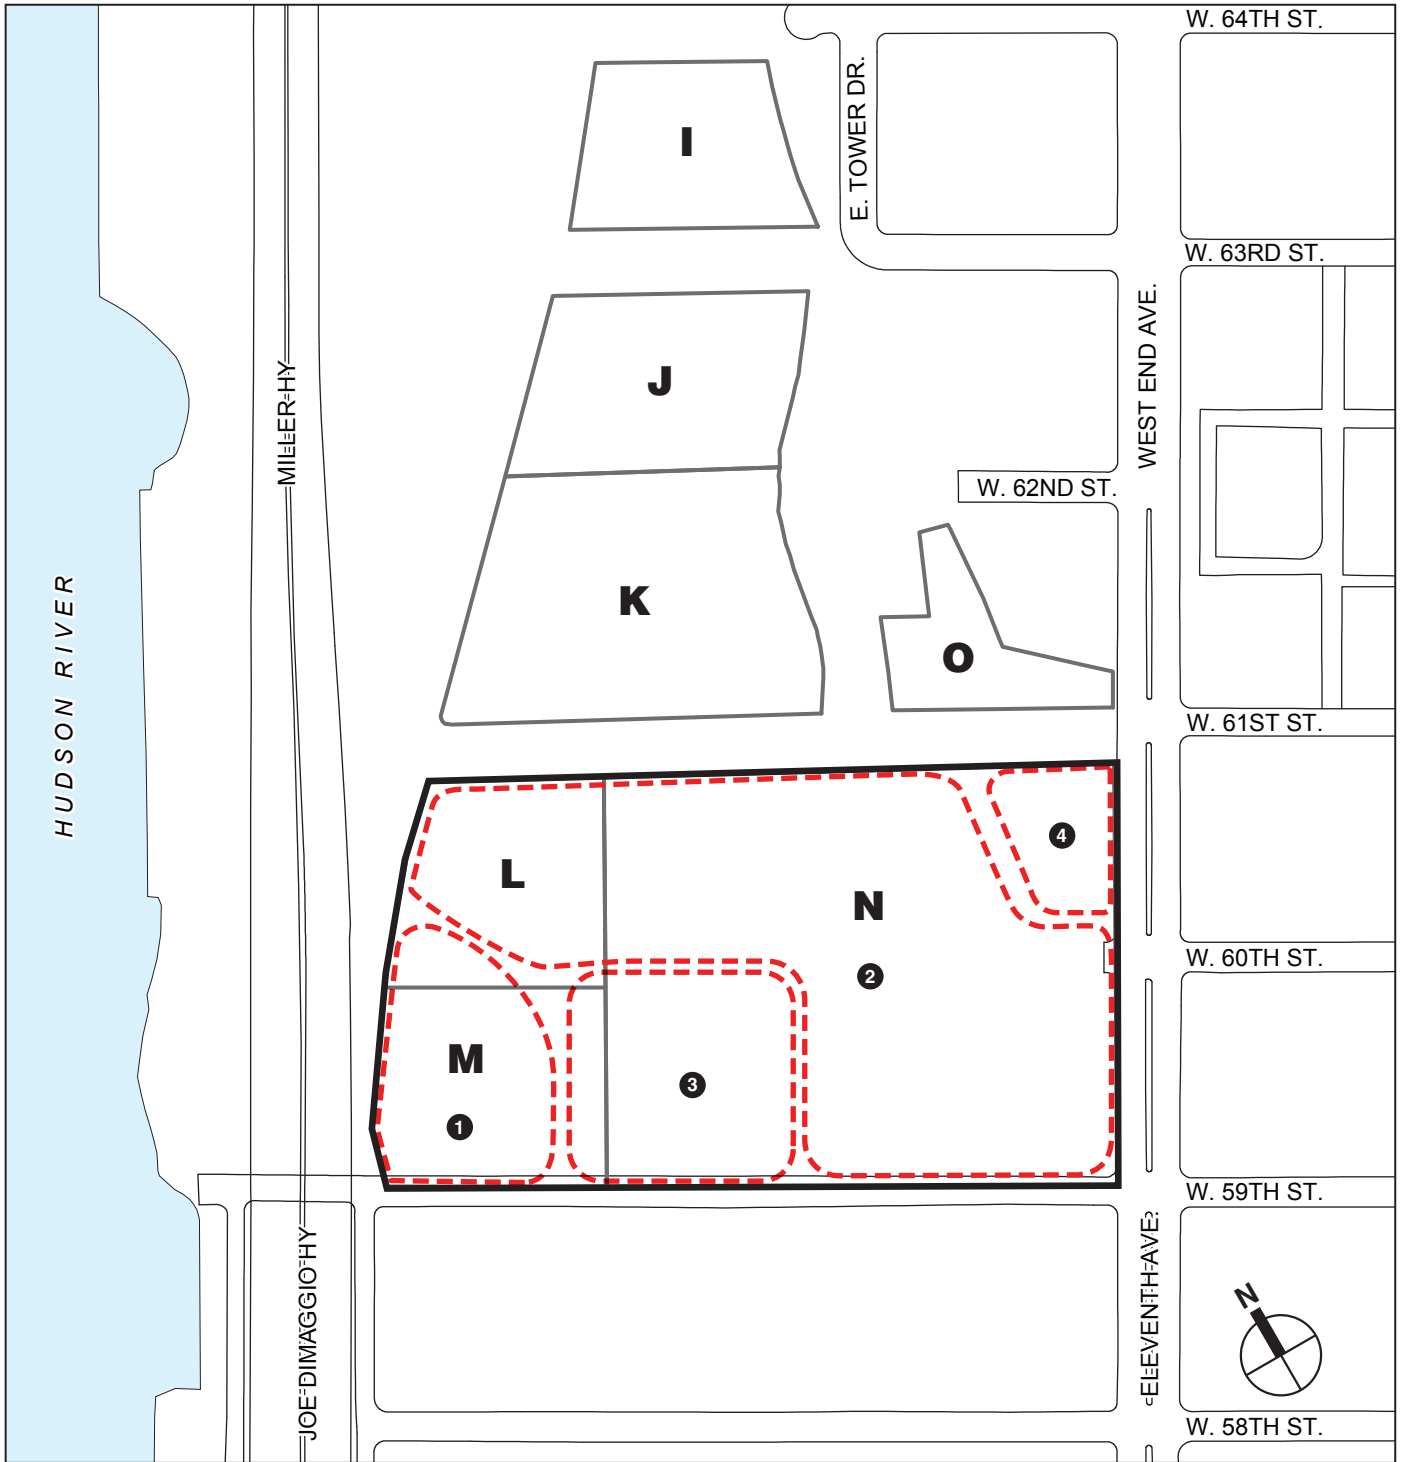 W. 64TH ST.
E. TOWER DR.
I
W. 63RD ST.
WEST END AVE.
MILLER HY
J
W. 62ND ST.
HUDSON RIVER
K
O
W. 61ST ST.
4
L
N
W. 60TH ST.
2
M
3
1
W. 59TH ST.
JOE DIMAGGIO HY
ELEVENTH AVE.
N
W. 58TH ST.